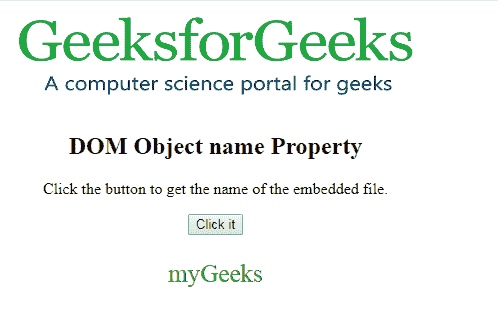 GeeksforGeeks
A computer science portal for geeks
DOM Object name Property
Click the button to get the name of the embedded file.
Click it
myGeeks